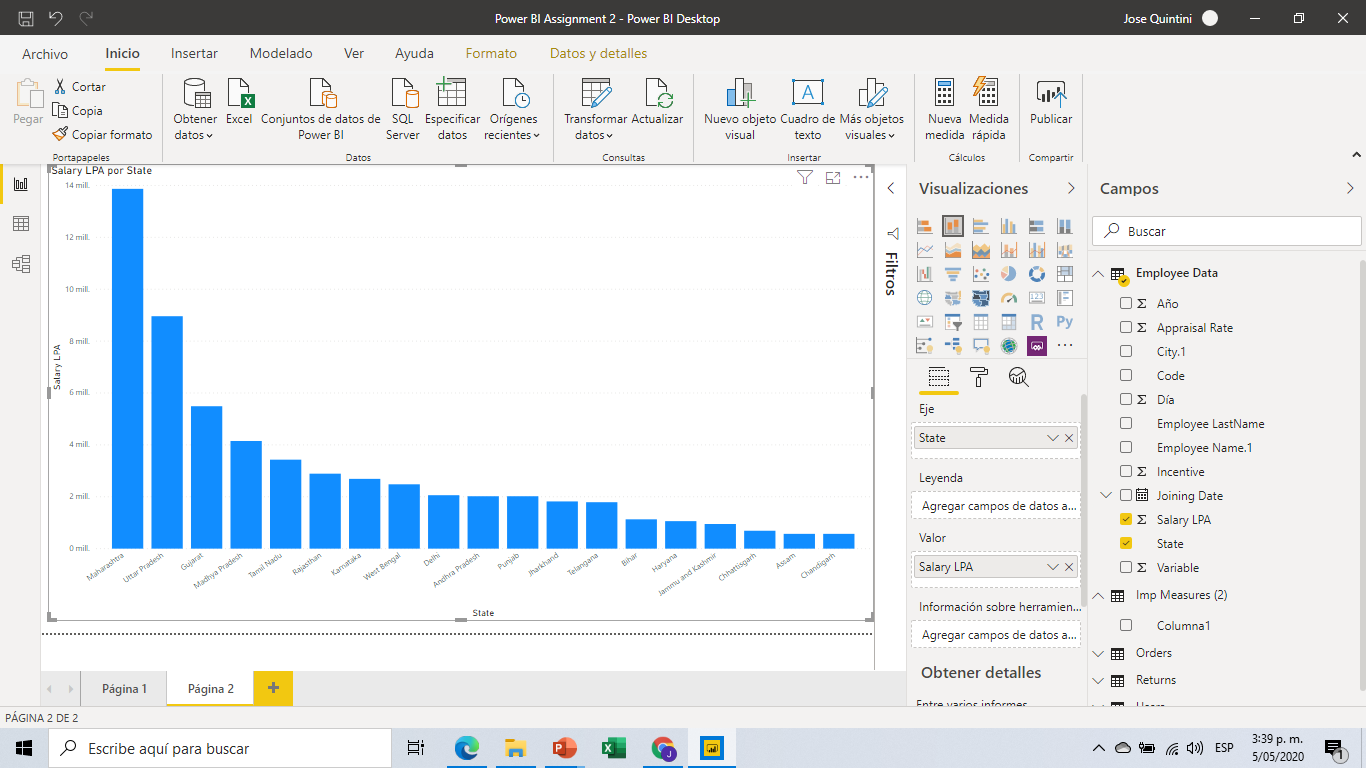 Power BI Assignment 2 - Power BI Desktop
Jose Quintini
Archivo
Inicio
Insertar
Modelado
Ver
Ayuda
Formato
Datos y detalles
Pegar
Cortar
Copia
Copiar formato
Portapapeles
Obtener
datos
Excel
Conjuntos de datos de
Power BI
SQL
Server
Especificar
datos
Orígenes
recientes
Datos
Transformar
datos
Actualizar
Consultas
Nuevo objeto
visual
A
Cuadro de
texto
Más objetos
visuales
Insertar
Nueva
medida
Medida
rápida
Cálculos
Publicar
Compartir
Salary LPA por State
14 mill.
12 mill.
10 mill.
8 mill.
6 mill.
4 mill.
2 mill.
0 mill.
Salary LPA
Maharashtra
Uttar Pradesh
Gujarat
Madhya Pradesh
Tamil Nadu
Rajasthan
Karnataka
West Bengal
Delhi
Andhra Pradesh
Punjab
Jharkhand
Telangana
Bihar
Haryana
Jammu and Kashmir
Chhattisgarh
Assam
Chandigarh
State
Filtros
Visualizaciones
123
R
Py
Eje
State
Leyenda
Agregar campos de datos a...
Valor
Salary LPA
Información sobre herramien...
Agregar campos de datos a...
Obtener detalles
Entre varios informes
Campos
Buscar
Employee Data
Σ Año
Σ Appraisal Rate
City.1
Code
Σ Día
Employee LastName
Employee Name.1
Σ Incentive
Joining Date
Σ Salary LPA
State
Σ Variable
Imp Measures (2)
Columna1
Orders
Returns
Users
Página 1
Página 2
PÁGINA 2 DE 2
Escribe aquí para buscar
ESP
3:39 p. m.
5/05/2020
1